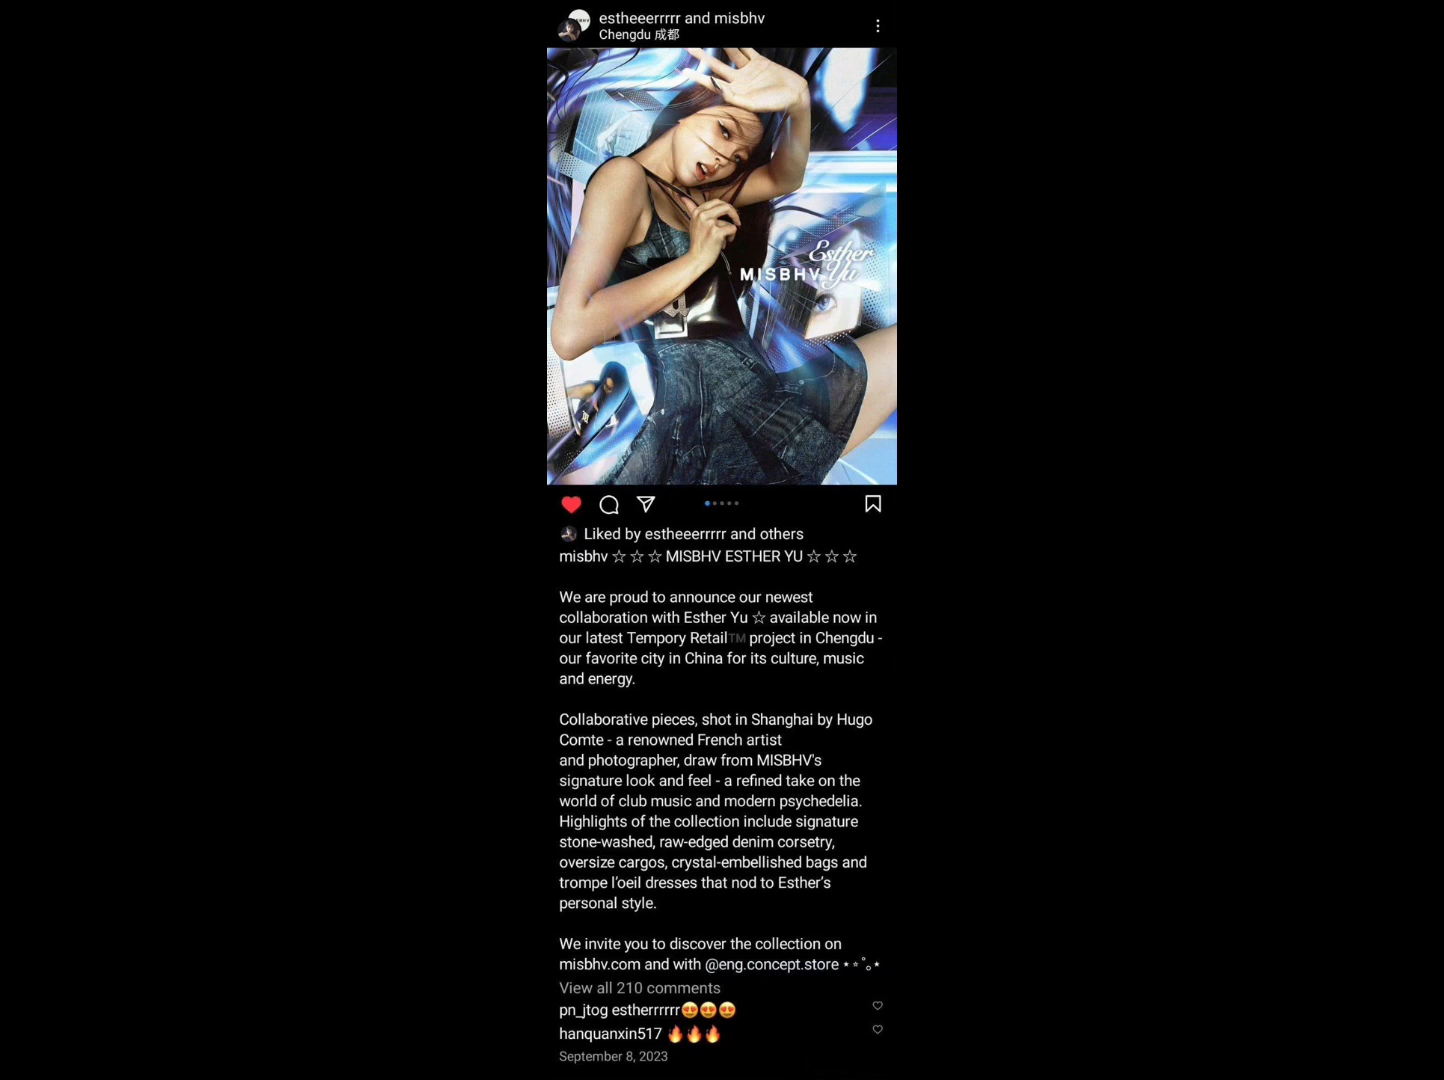 estheeerrrrr and misbhv
Chengdu 成都
Esther
MISBHV Yu
Liked by estheeerrrrr and others
misbhv ☆ ☆ ☆ MISBHV ESTHER YU ☆ ☆ ☆
We are proud to announce our newest
collaboration with Esther Yu ☆ available now in
our latest Tempory Retail™️ project in Chengdu -
our favorite city in China for its culture, music
and energy.
Collaborative pieces, shot in Shanghai by Hugo
Comte - a renowned French artist
and photographer, draw from MISBHV's
signature look and feel - a refined take on the
world of club music and modern psychedelia.
Highlights of the collection include signature
stone-washed, raw-edged denim corsetry,
oversize cargos, crystal-embellished bags and
trompe l'oeil dresses that nod to Esther's
personal style.
We invite you to discover the collection on
misbhv.com and with @eng.concept.store ⋆⭒˚｡⋆
View all 210 comments
pn_jtog estherrrrrr😍😍😍
hanquanxin517 🔥🔥🔥
September 8, 2023